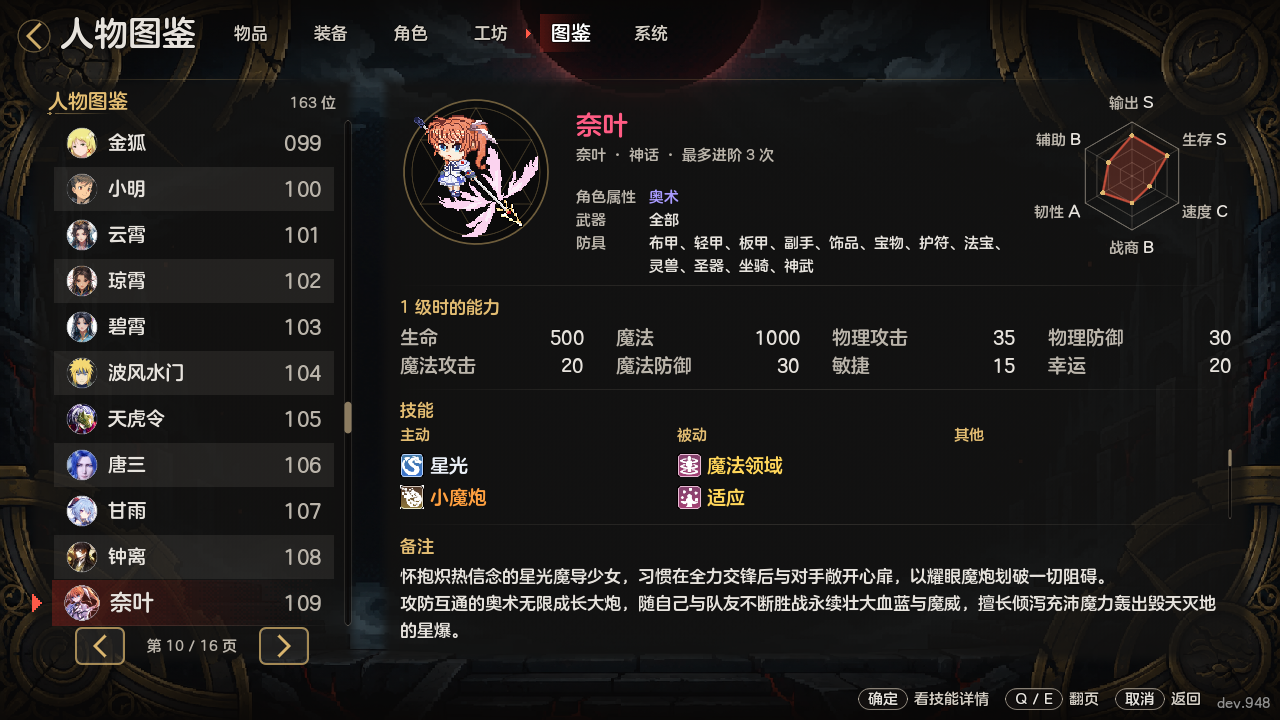 人物图鉴
物品 装备 角色 工坊 图鉴 系统
人物图鉴 163 位
金狐 099
小明 100
云霄 101
琼霄 102
碧霄 103
波风水门 104
天虎令 105
唐三 106
甘雨 107
钟离 108
奈叶 109
第 10 / 16 页
奈叶
奈叶 · 神话 · 最多进阶 3 次
角色属性 奥术
武器 全部
防具 布甲、轻甲、板甲、副手、饰品、宝物、护符、法宝、
灵兽、圣器、坐骑、神武
输出 S
生存 S
速度 C
战商 B
韧性 A
辅助 B
1 级时的能力
生命 500 魔法 1000 物理攻击 35 物理防御 30
魔法攻击 20 魔法防御 30 敏捷 15 幸运 20
技能
主动 被动 其他
星光 魔法领域
小魔炮 适应
备注
怀抱炽热信念的星光魔导少女，习惯在全力交锋后与对手敞开心扉，以耀眼魔炮划破一切阻碍。
攻防互通的奥术无限成长大炮，随自己与队友不断胜战永续壮大血蓝与魔威，擅长倾泻充沛魔力轰出毁天灭地
的星爆。
确定 看技能详情 Q / E 翻页 取消 返回 dev.948